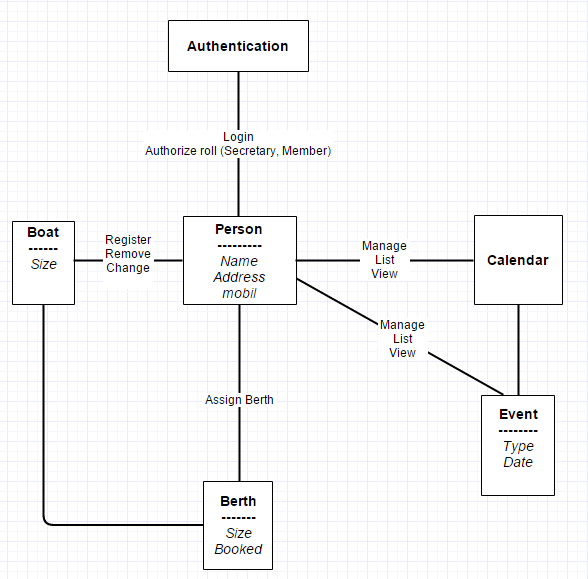 Authentication
Login
Authorize roll (Secretary, Member)
Boat
------
Size
Register
Remove
Change
Person
---------
Name
Address
mobil
Manage
List
View
Calendar
Manage
List
View
Assign Berth
Event
--------
Type
Date
Berth
-------
Size
Booked